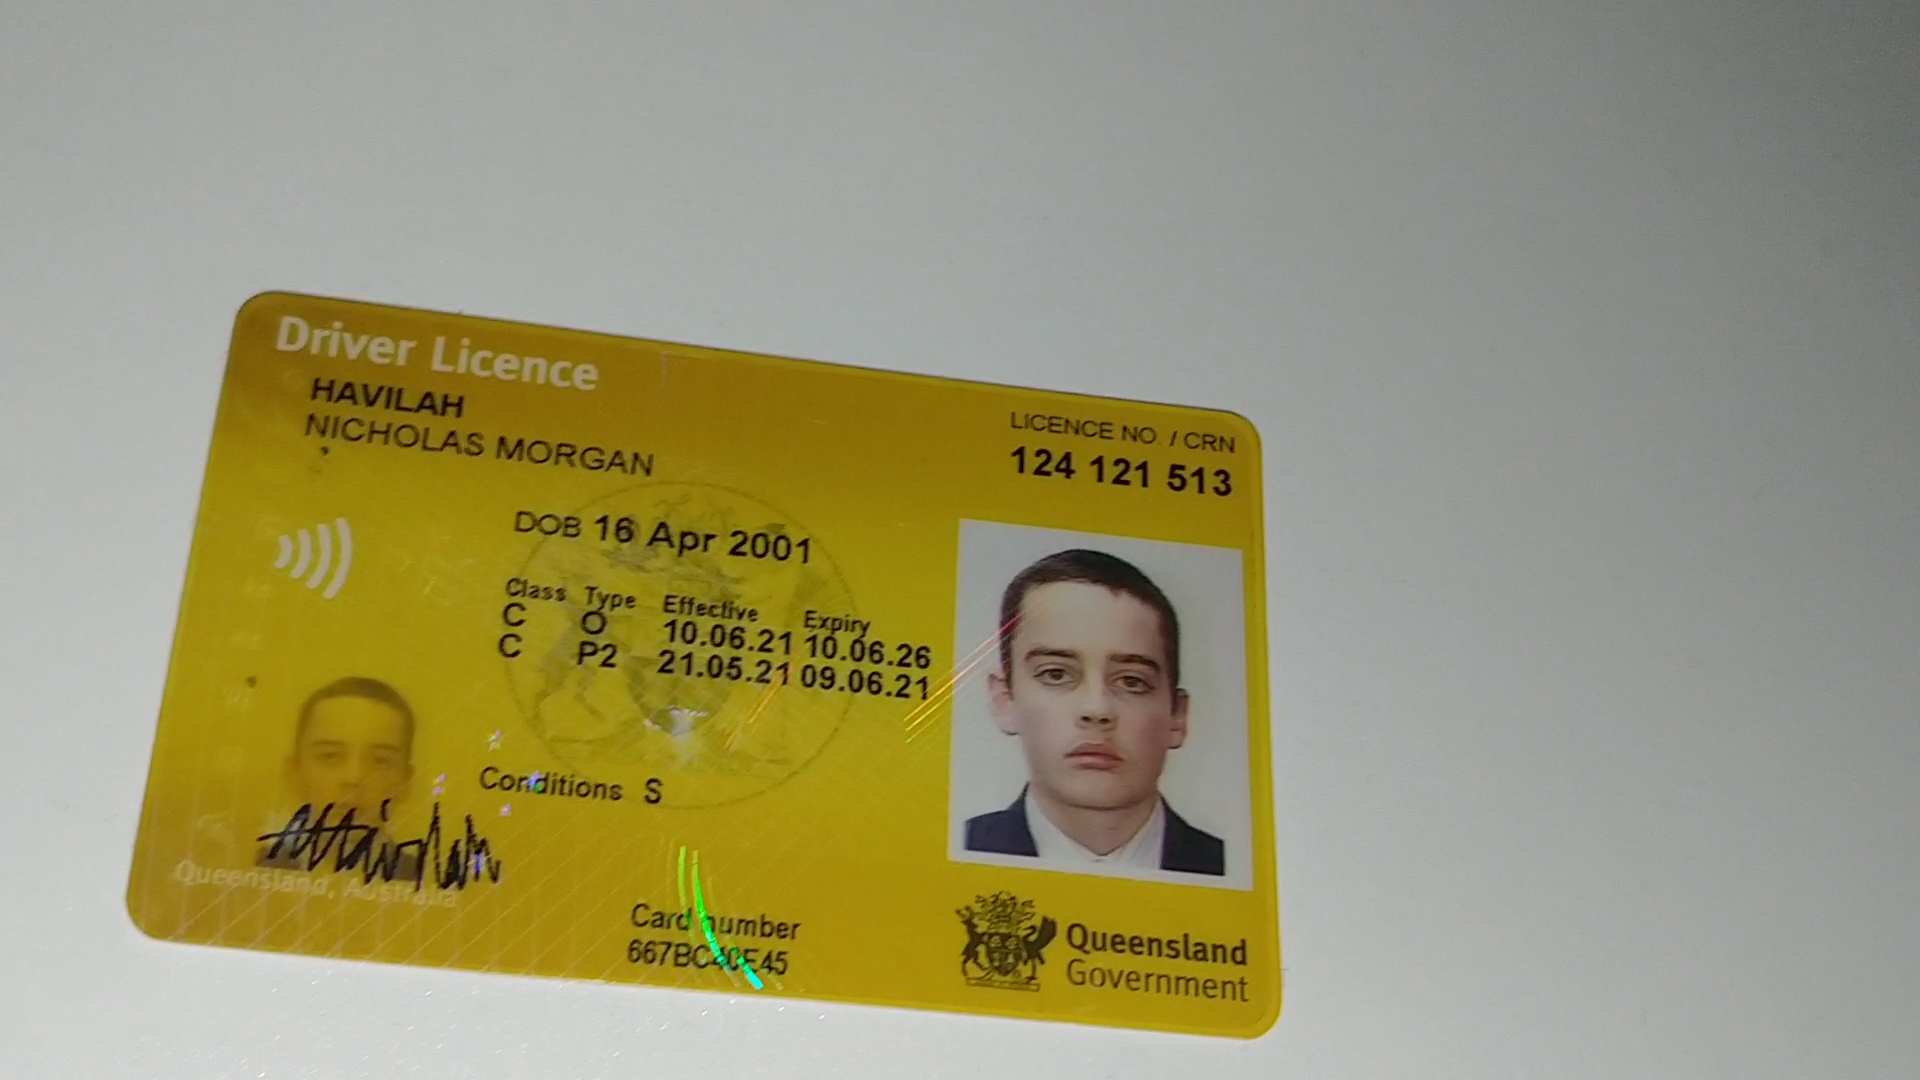 Driver Licence
HAVILAH
NICHOLAS MORGAN
LICENCE NO. / CRN
124 121 513
DOB 16 Apr 2001
Class Type Effective Expiry
C O 10.06.21 10.06.26
C P2 21.05.21 09.06.21
Conditions S
Queensland, Australia
Card number
Queensland
Government